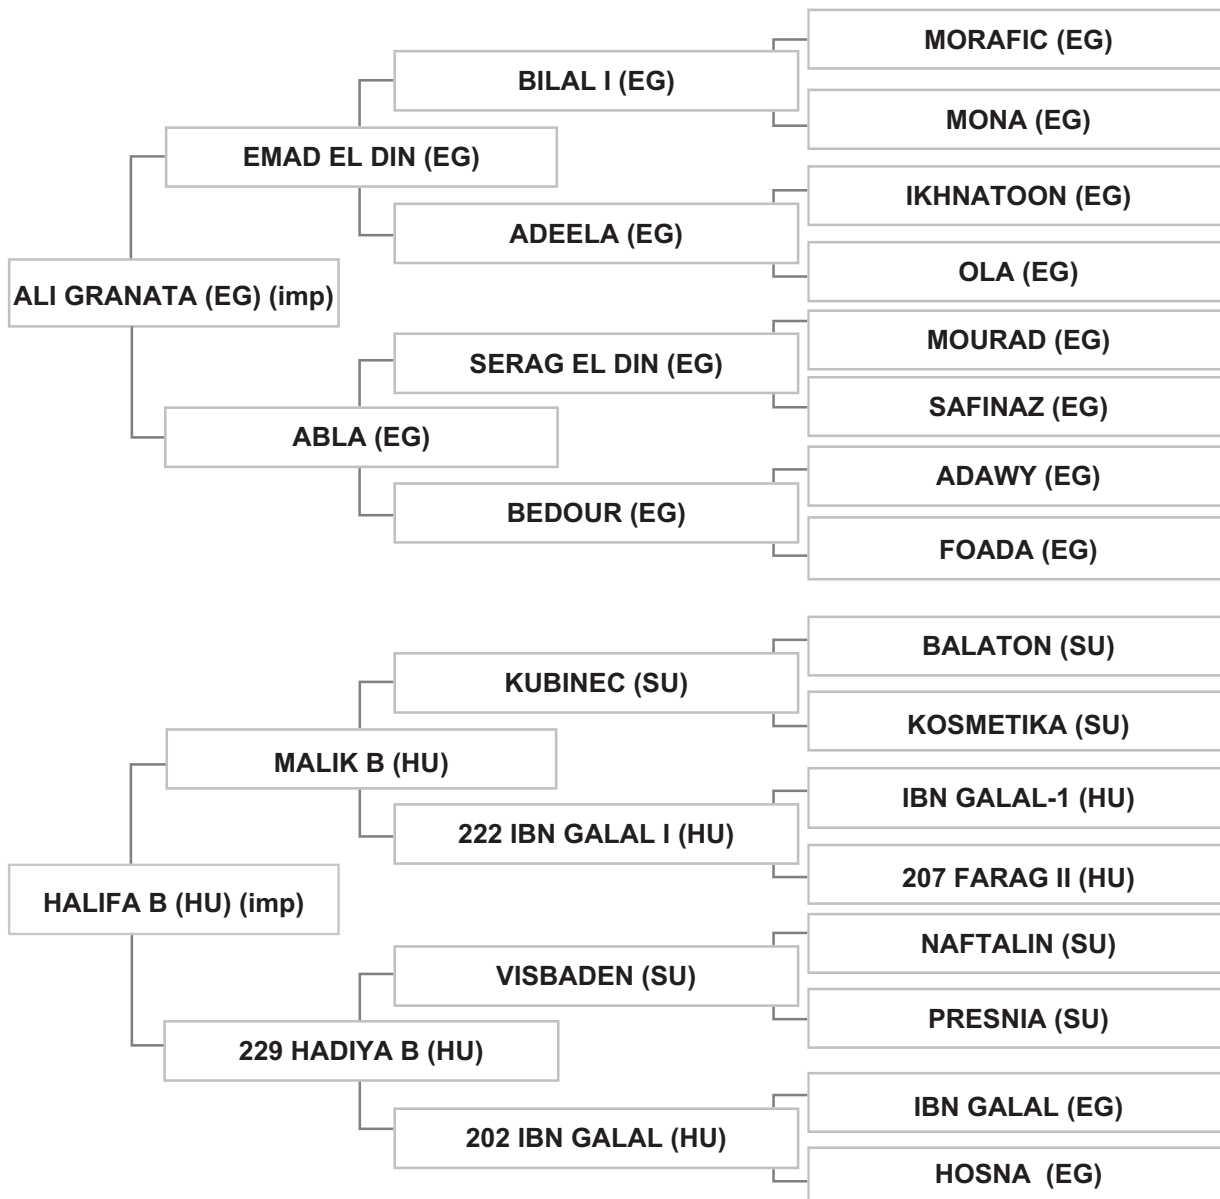 MORAFIC (EG)
BILAL I (EG)
MONA (EG)
EMAD EL DIN (EG)
IKHNATOON (EG)
ADEELA (EG)
OLA (EG)
ALI GRANATA (EG) (imp)
MOURAD (EG)
SERAG EL DIN (EG)
SAFINAZ (EG)
ABLA (EG)
ADAWY (EG)
BEDOUR (EG)
FOADA (EG)
BALATON (SU)
KUBINEC (SU)
KOSMETIKA (SU)
MALIK B (HU)
IBN GALAL-1 (HU)
222 IBN GALAL I (HU)
207 FARAG II (HU)
HALIFA B (HU) (imp)
NAFTALIN (SU)
VISBADEN (SU)
PRESNIA (SU)
229 HADIYA B (HU)
IBN GALAL (EG)
202 IBN GALAL (HU)
HOSNA  (EG)